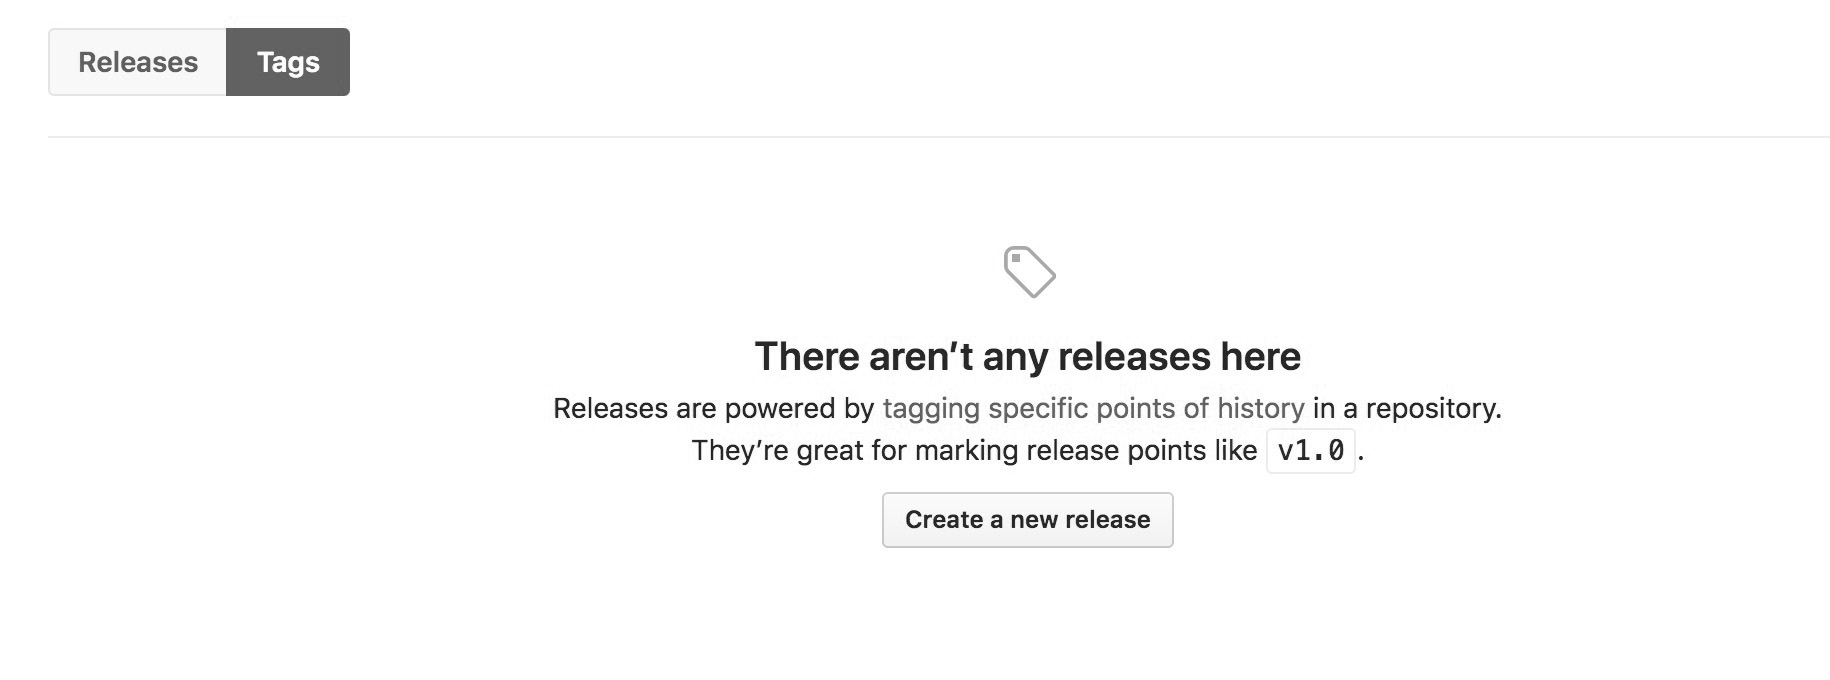 Releases Tags
There aren’t any releases here
Releases are powered by tagging specific points of history in a repository.
They’re great for marking release points like v1.0.
Create a new release